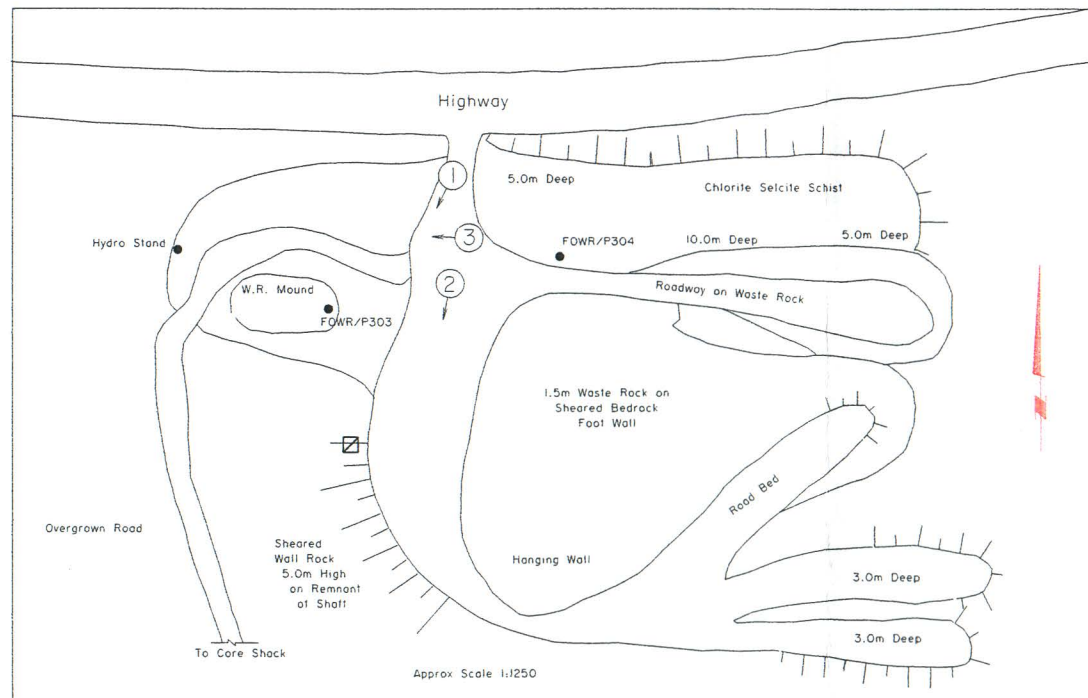 Highway
1
5.0m Deep
Chlorite Selcite Schist
3
Hydro Stand
FOWR/P304
10.0m Deep
5.0m Deep
2
W.R. Mound
Roadway on Waste Rock
FOWR/P303
1.5m Waste Rock on
Sheared Bedrock
Foot Wall
Road Bed
Overgrown Road
Sheared
Wall Rock
5.0m High
on Remnant
of Shaft
Hanging Wall
3.0m Deep
3.0m Deep
To Core Shack
Approx Scale 1:1250